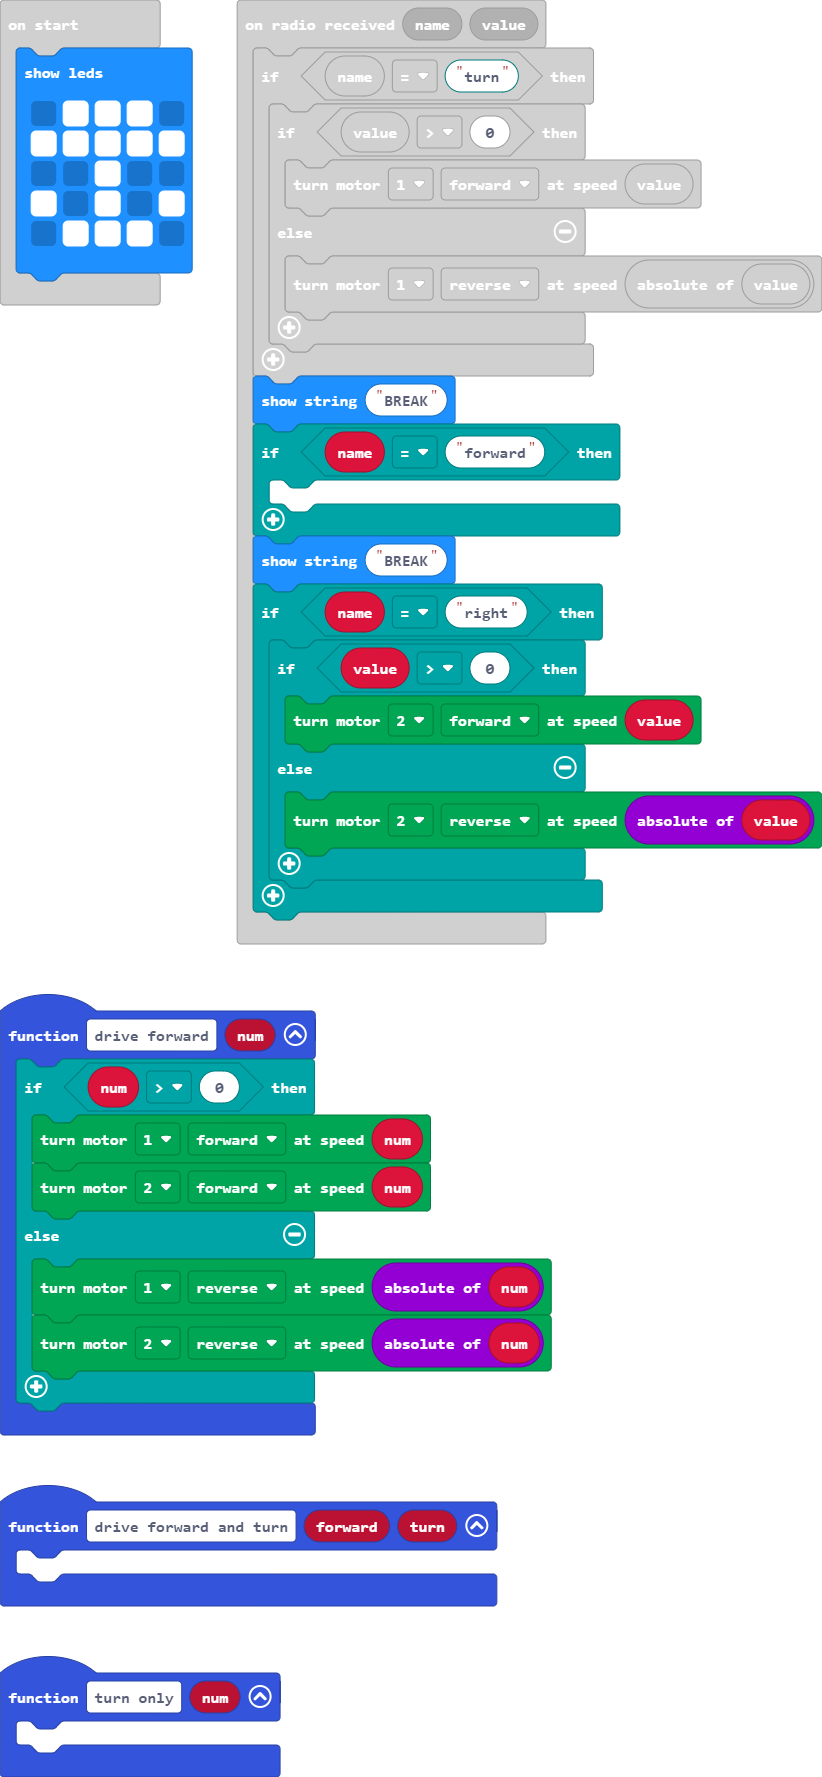 on start
show leds
on radio received name value
if name = "turn" then
if value > 0 then
turn motor 1 forward at speed value
else
turn motor 1 reverse at speed absolute of value
show string "BREAK"
if name = "forward" then
show string "BREAK"
if name = "right" then
if value > 0 then
turn motor 2 forward at speed value
else
turn motor 2 reverse at speed absolute of value
function drive forward num
if num > 0 then
turn motor 1 forward at speed num
turn motor 2 forward at speed num
else
turn motor 1 reverse at speed absolute of num
turn motor 2 reverse at speed absolute of num
function drive forward and turn forward turn
function turn only num